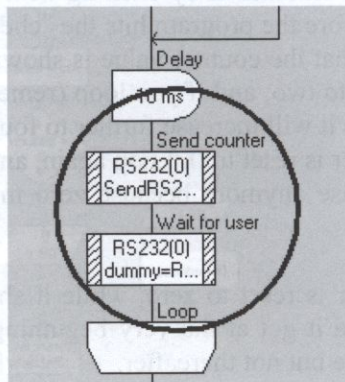 Delay
10 ms
Send counter
RS232(0)
SendRS2...
Wait for user
RS232(0)
dummy=R...
Loop